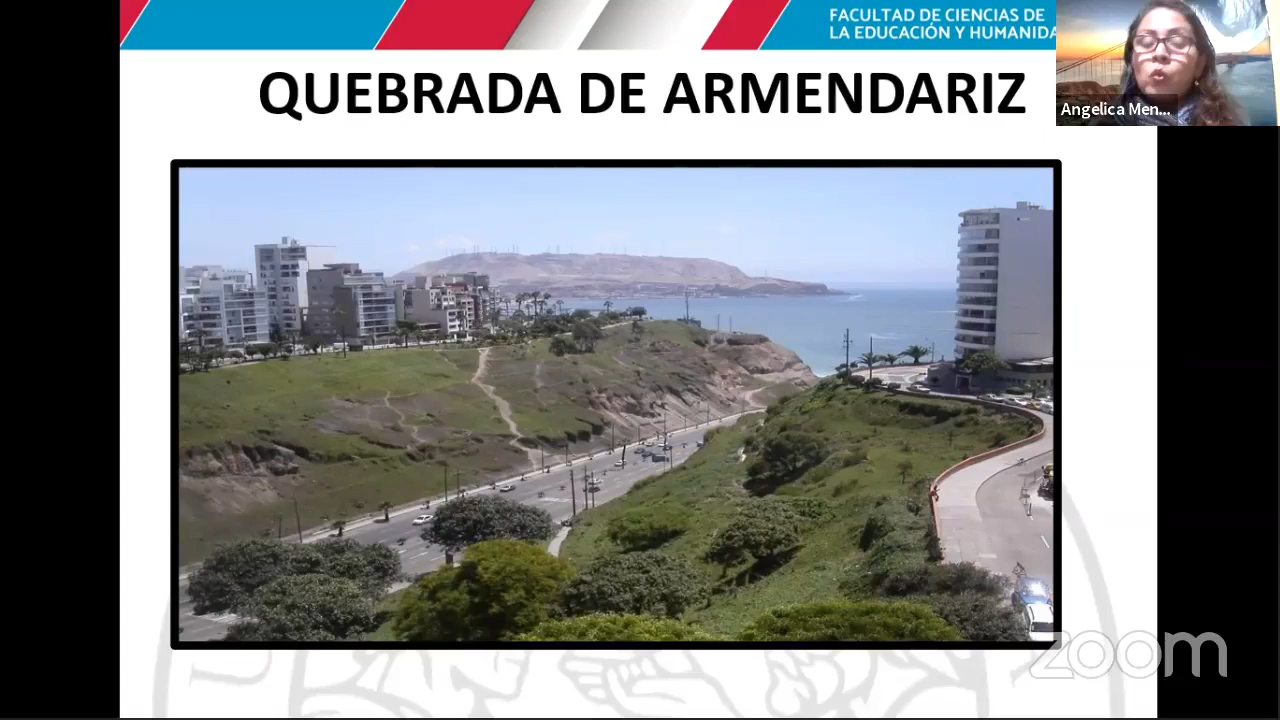 FACULTAD DE CIENCIAS DE
LA EDUCACIÓN Y HUMANIDA
QUEBRADA DE ARMENDARIZ
Angelica Men...
zoom